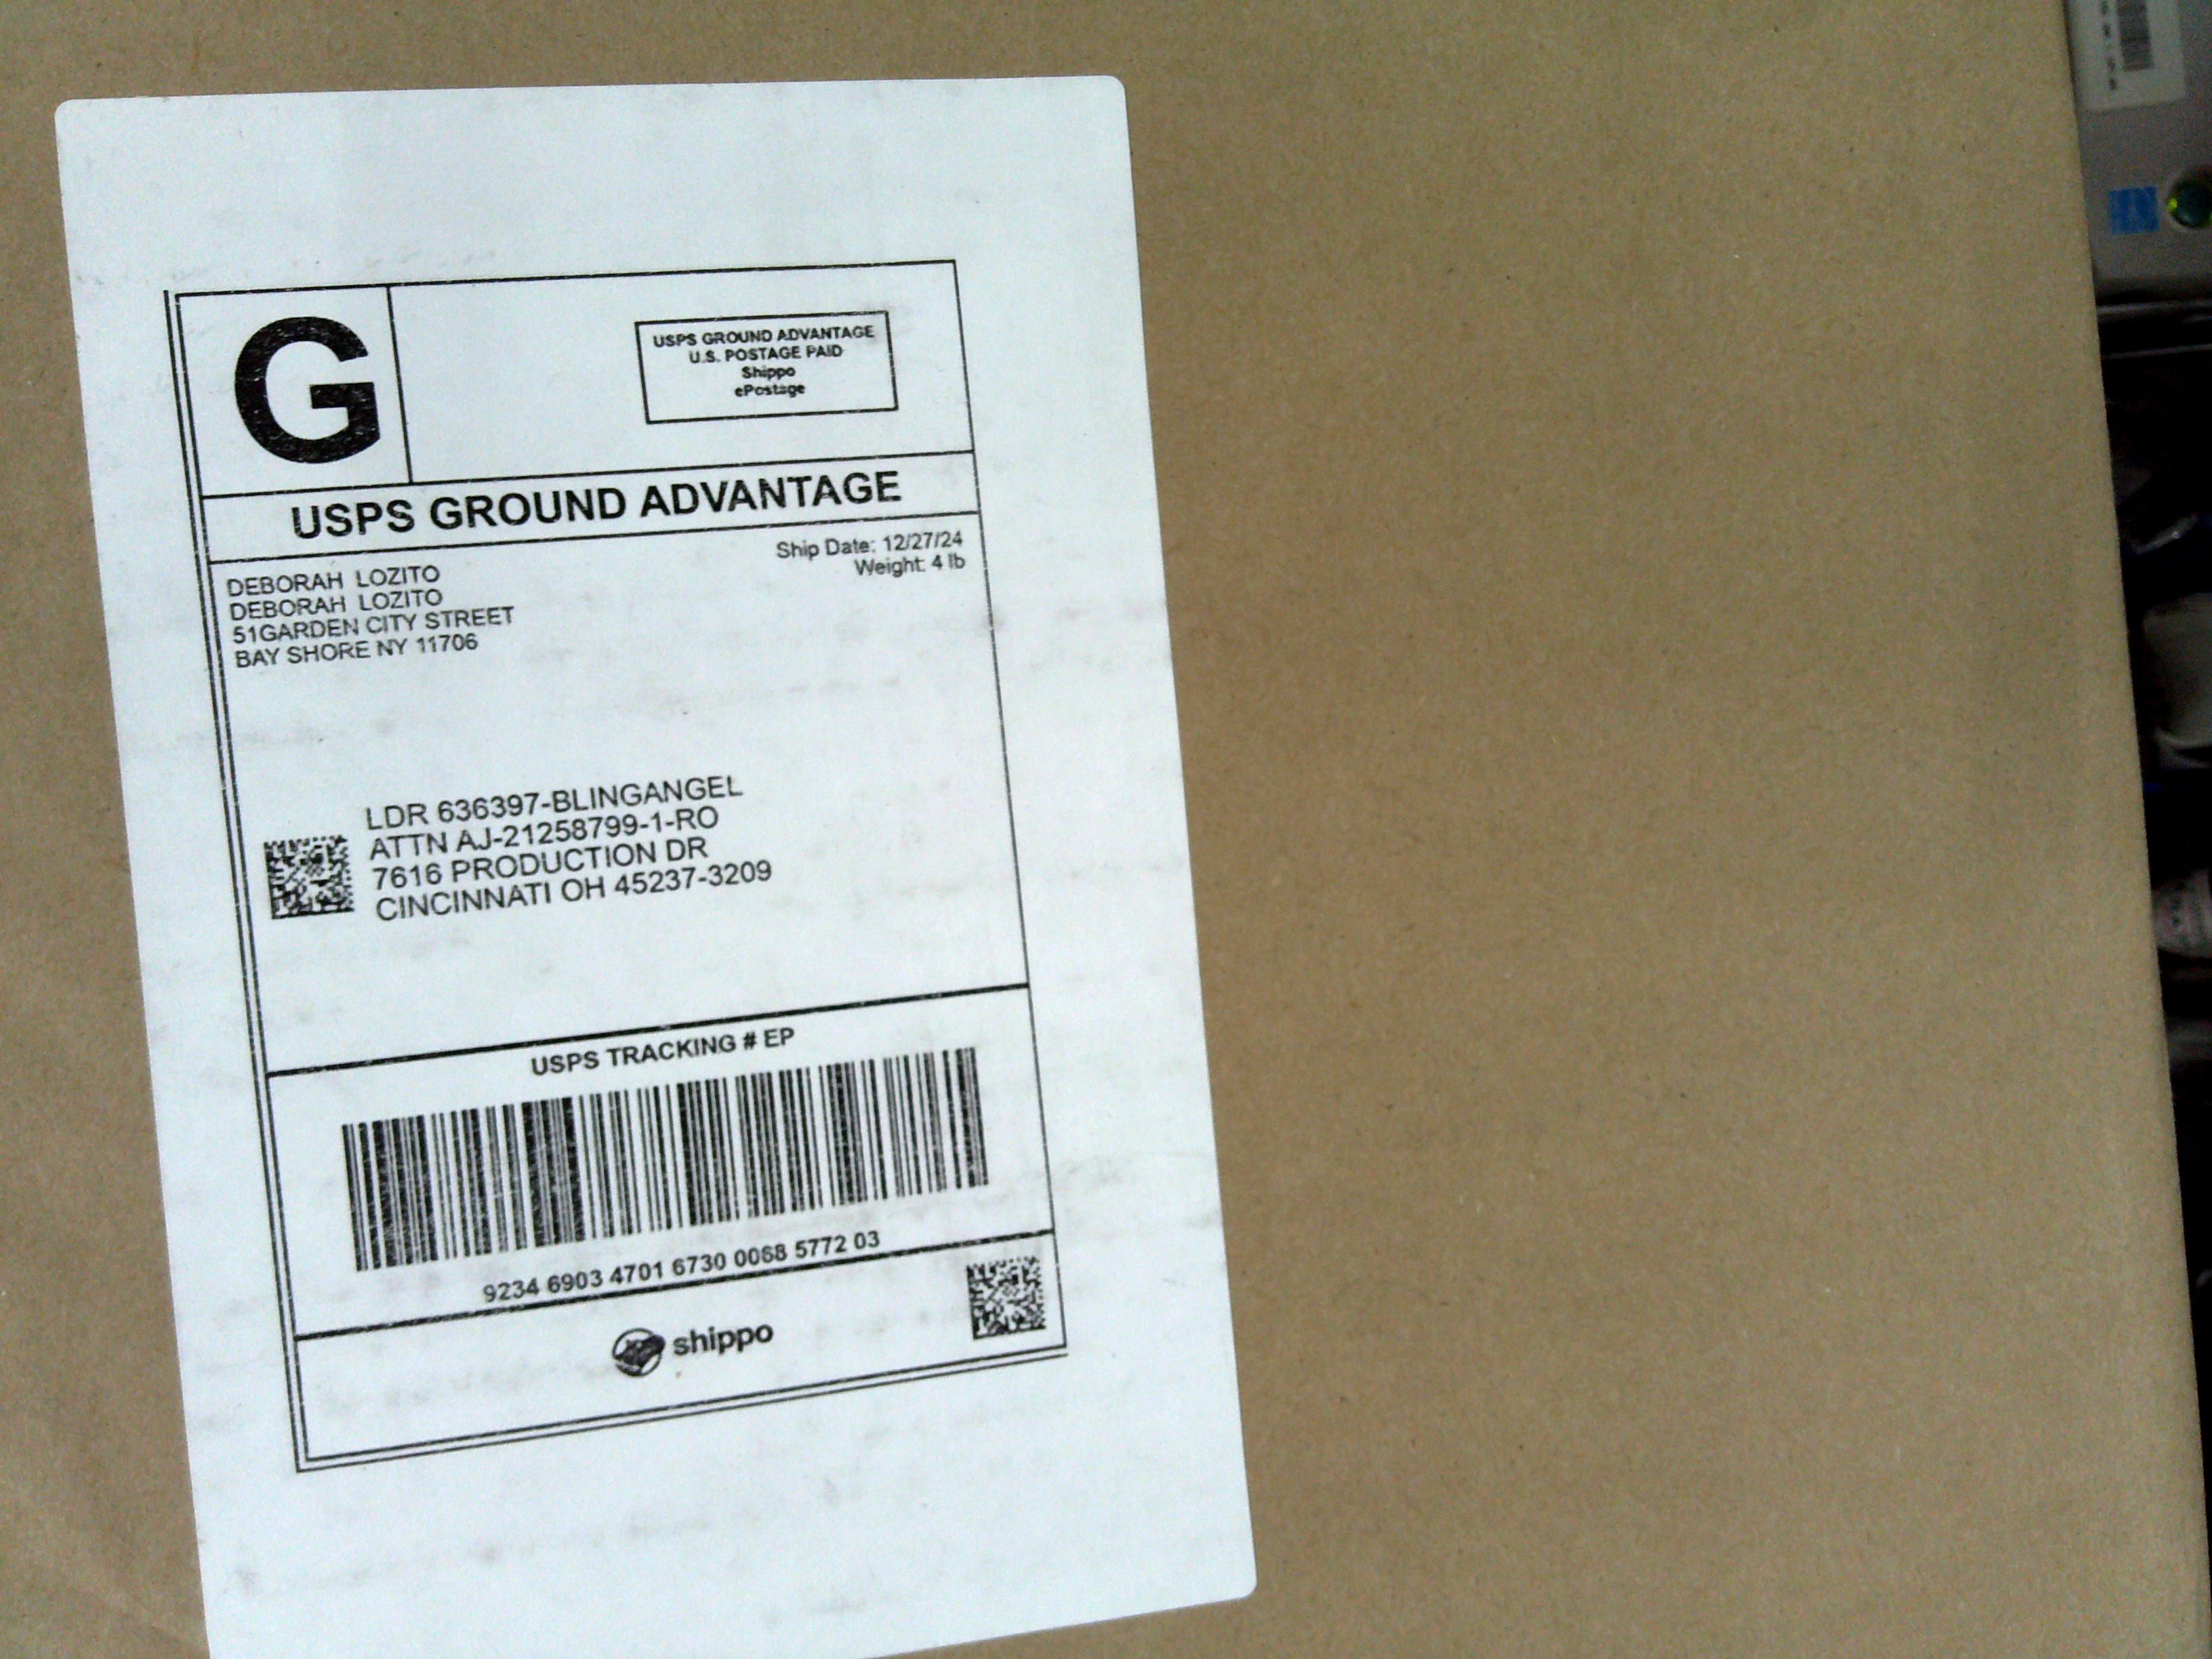 G
USPS GROUND ADVANTAGE
U.S. POSTAGE PAID
Shippo
ePostage
USPS GROUND ADVANTAGE
Ship Date: 12/27/24
Weight: 4 lb
DEBORAH LOZITO
DEBORAH LOZITO
51GARDEN CITY STREET
BAY SHORE NY 11706
LDR 636397-BLINGANGEL
ATTN AJ-21258799-1-RO
7616 PRODUCTION DR
CINCINNATI OH 45237-3209
USPS TRACKING # EP
9234 6903 4701 6730 0068 5772 03
shippo